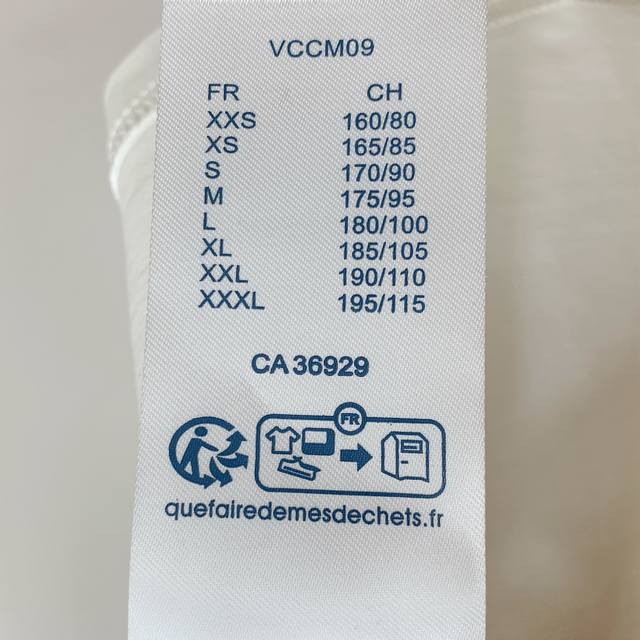 VCCM09
FR CH
XXS 160/80
XS 165/85
S 170/90
M 175/95
L 180/100
XL 185/105
XXL 190/110
XXXL 195/115
CA 36929
FR
quefairedemesdechets.fr